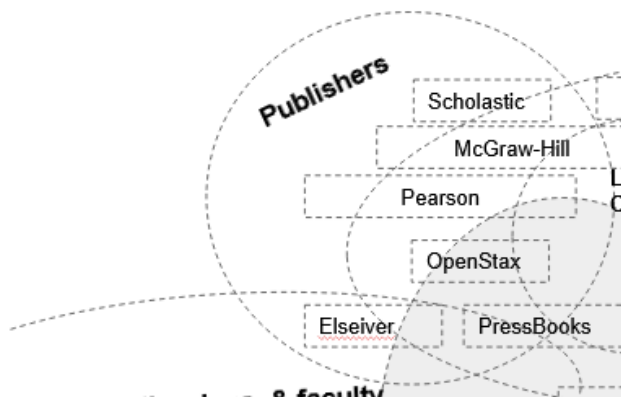 Publishers
Scholastic
McGraw-Hill
Pearson
OpenStax
Elseiver
PressBooks
& faculty